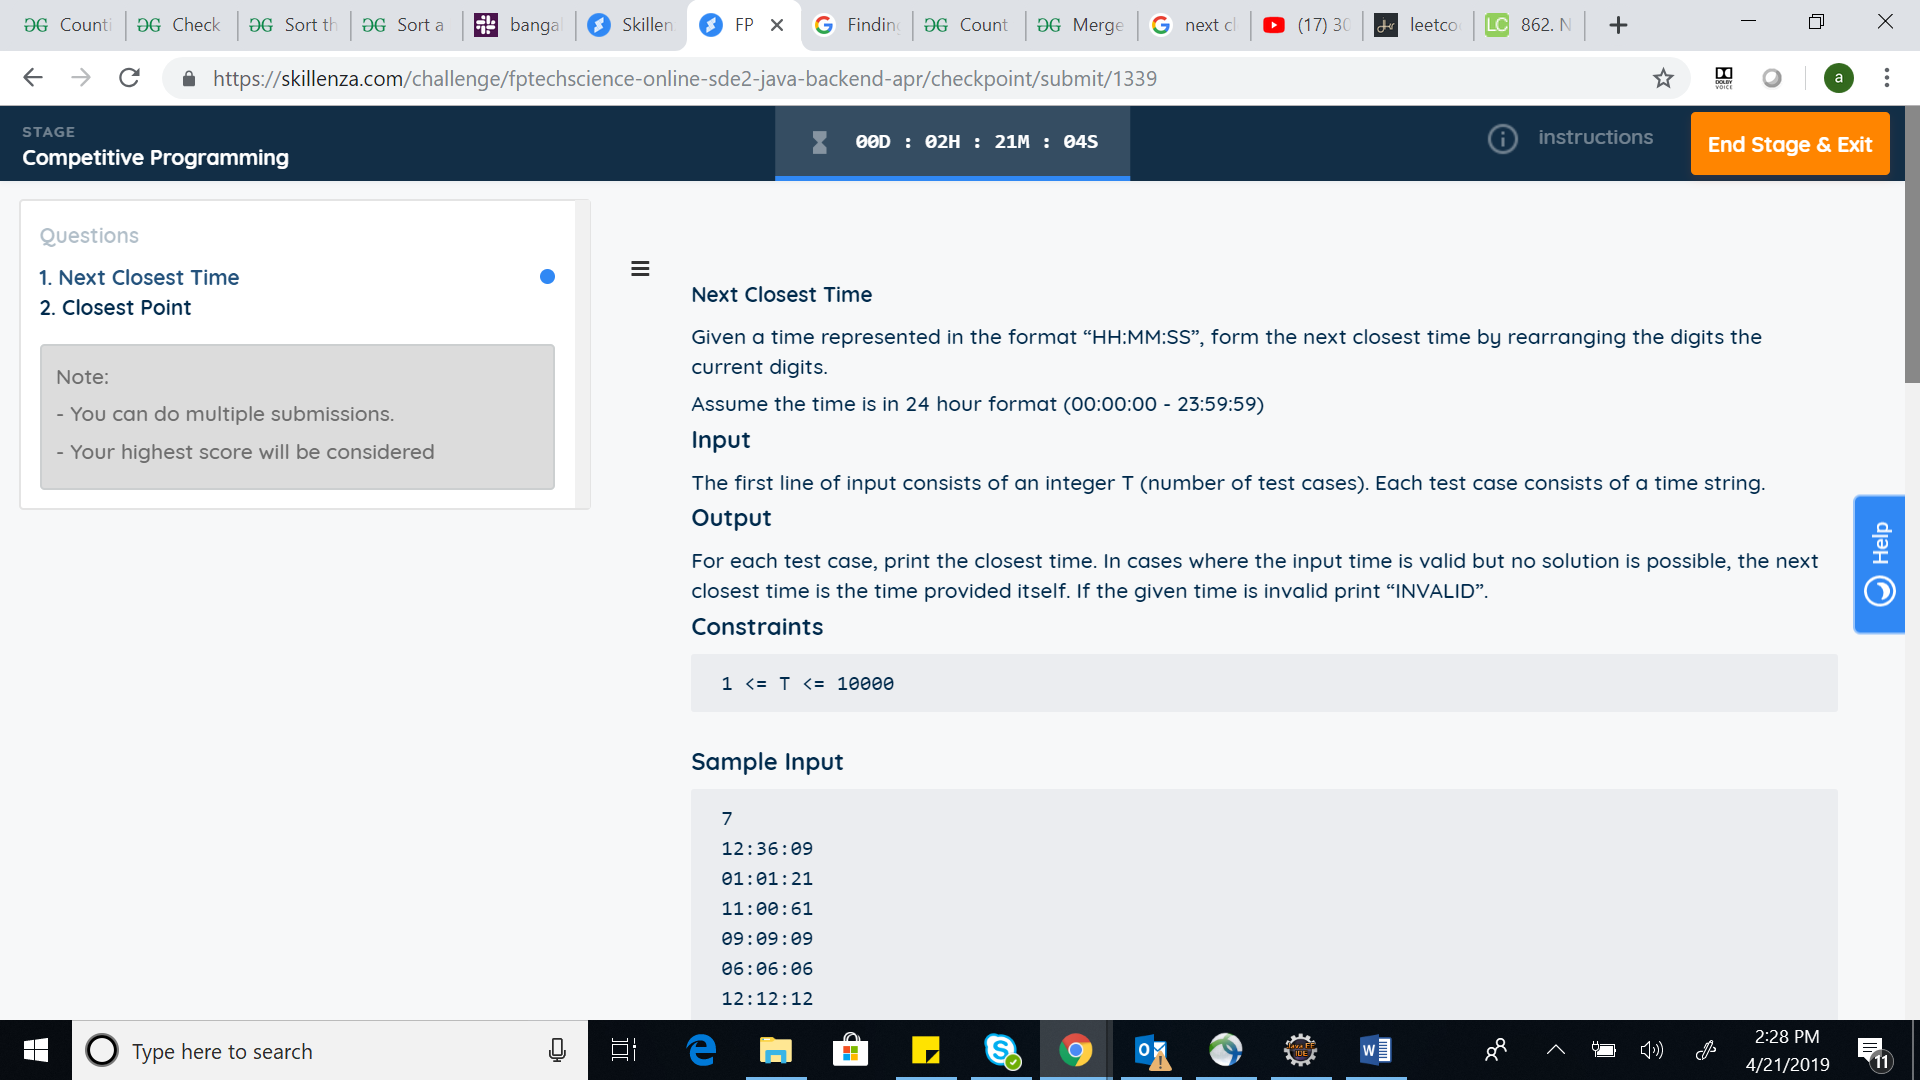 Counti
Check
Sort th
Sort a
banga
Skillen
FP
Finding
Count
Merge
next cl
(17) 30
leetco
LC 862. N
https://skillenza.com/challenge/fptechscience-online-sde2-java-backend-apr/checkpoint/submit/1339
DOLBY
VOICE
a
STAGE
Competitive Programming
00D : 02H : 21M : 04S
instructions
End Stage & Exit
Questions
1. Next Closest Time
2. Closest Point
Note:
- You can do multiple submissions.
- Your highest score will be considered
Next Closest Time
Given a time represented in the format “HH:MM:SS”, form the next closest time by rearranging the digits the
current digits.
Assume the time is in 24 hour format (00:00:00 - 23:59:59)
Input
The first line of input consists of an integer T (number of test cases). Each test case consists of a time string.
Output
For each test case, print the closest time. In cases where the input time is valid but no solution is possible, the next
closest time is the time provided itself. If the given time is invalid print “INVALID”.
Constraints
1 <= T <= 10000
Sample Input
7
12:36:09
01:01:21
11:00:61
09:09:09
06:06:06
12:12:12
Help
Type here to search
2:28 PM
4/21/2019
11